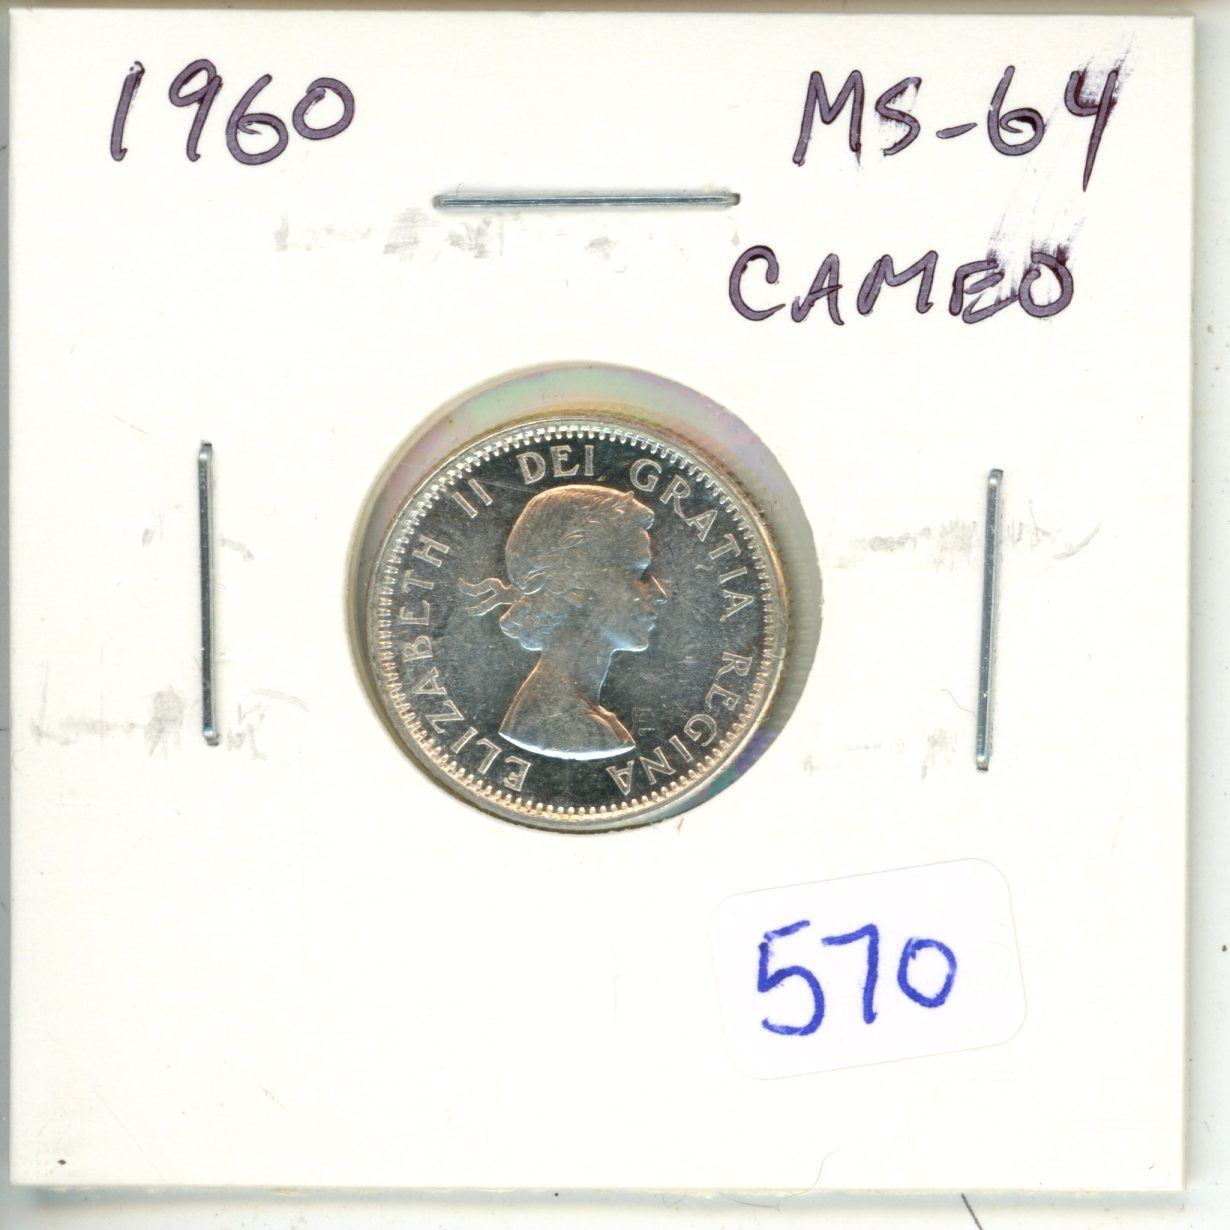 1960 MS-64
CAMEO
ELIZABETH II DEI GRATIA REGINA
570